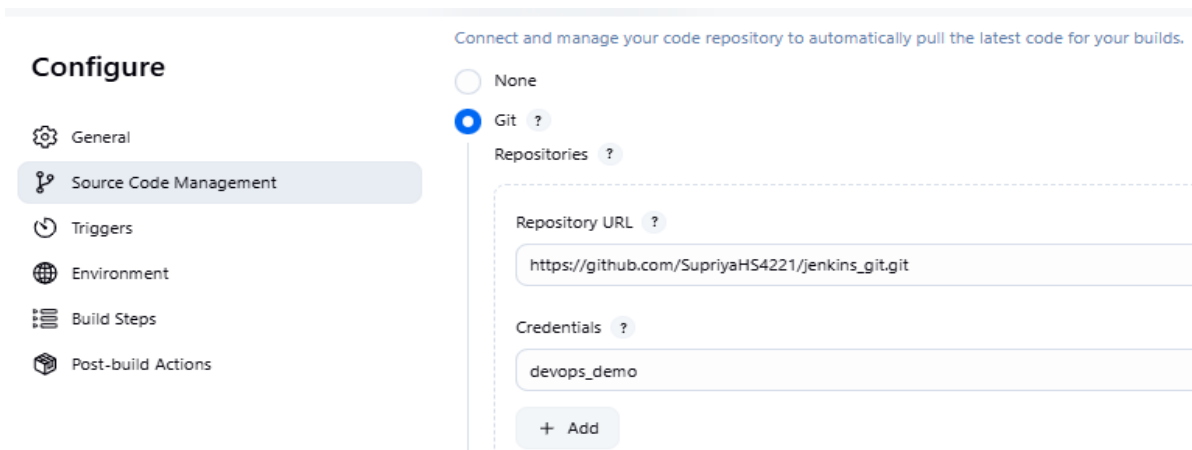 Configure
General
Source Code Management
Triggers
Environment
Build Steps
Post-build Actions
Connect and manage your code repository to automatically pull the latest code for your builds.
None
Git ?
Repositories ?
Repository URL ?
https://github.com/SupriyaHS4221/jenkins_git.git
Credentials ?
devops_demo
+ Add